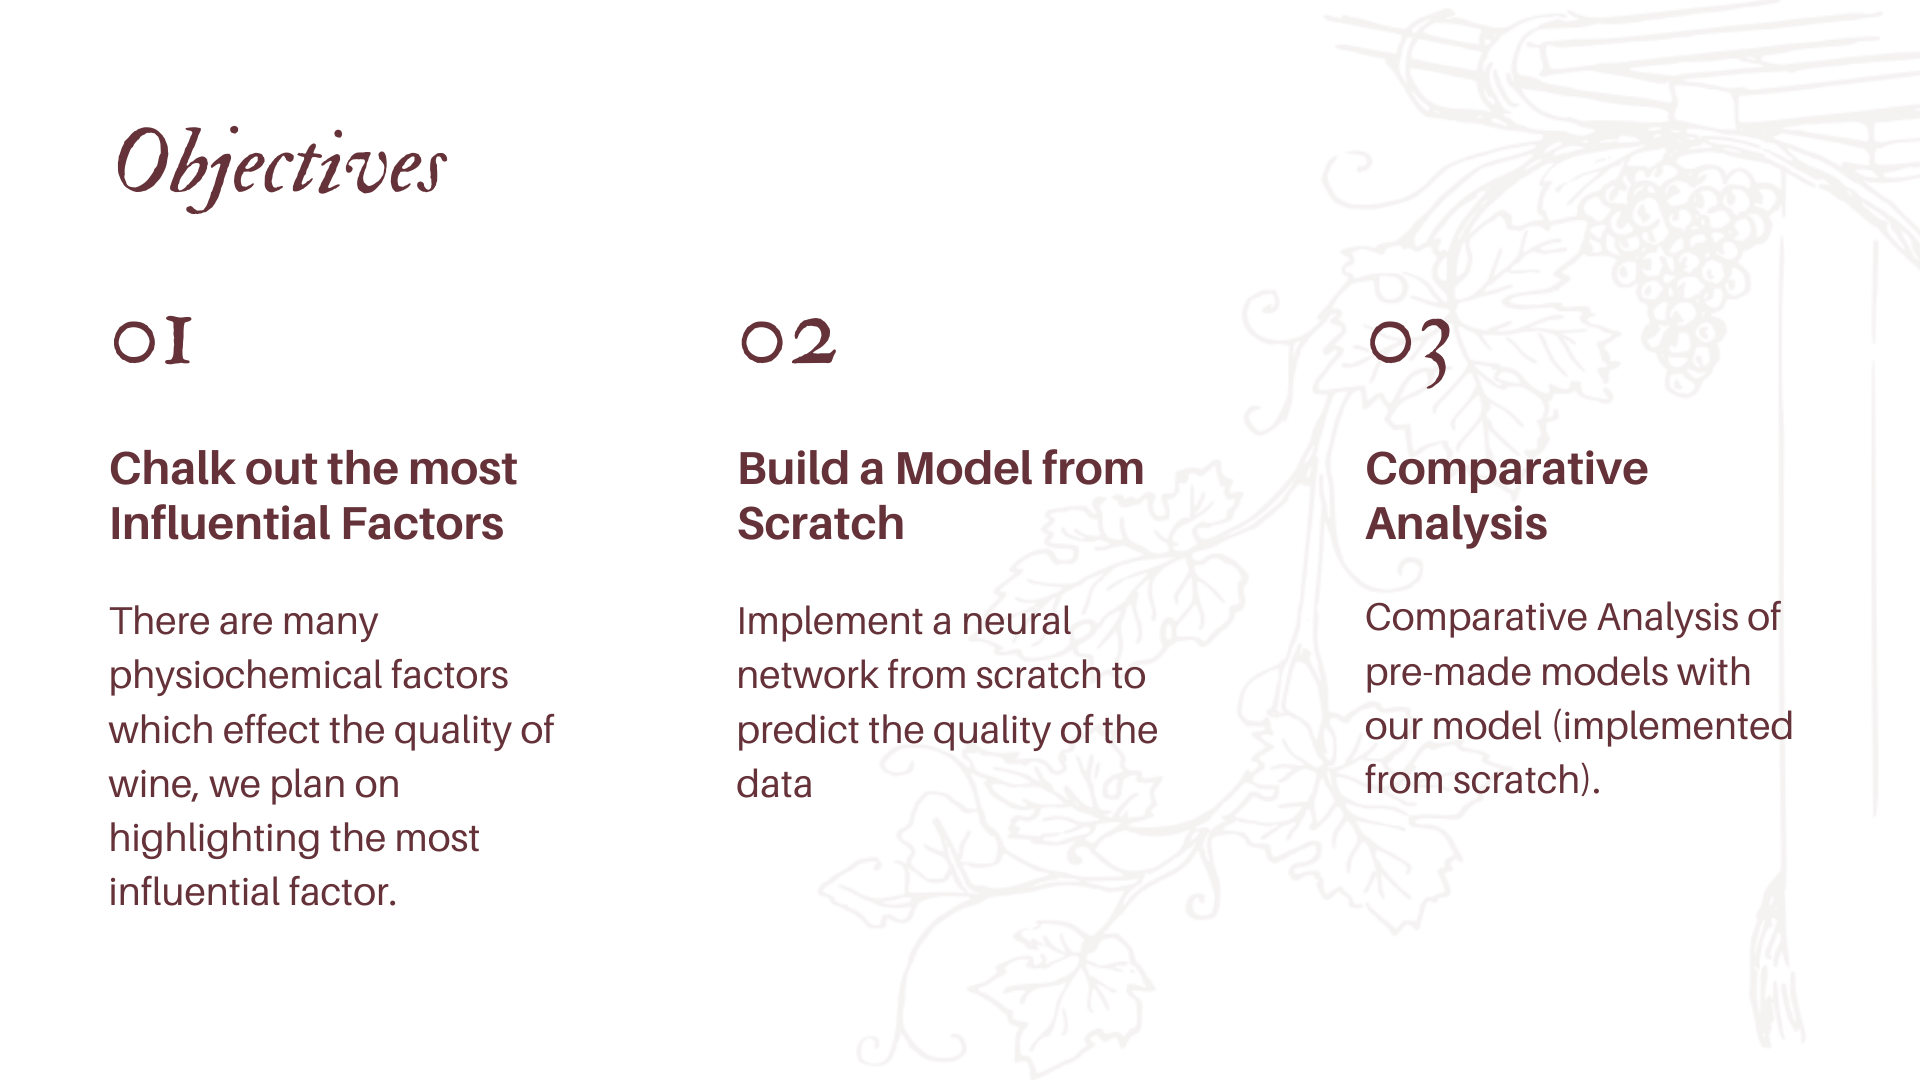 Objectives
01
Chalk out the most
Influential Factors
There are many
physiochemical factors
which effect the quality of
wine, we plan on
highlighting the most
influential factor.
02
Build a Model from
Scratch
Implement a neural
network from scratch to
predict the quality of the
data
03
Comparative
Analysis
Comparative Analysis of
pre-made models with
our model (implemented
from scratch).